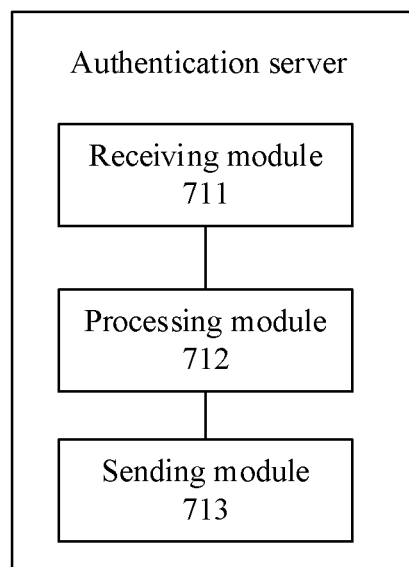 Authentication server
Receiving module
711
Processing module
712
Sending module
713